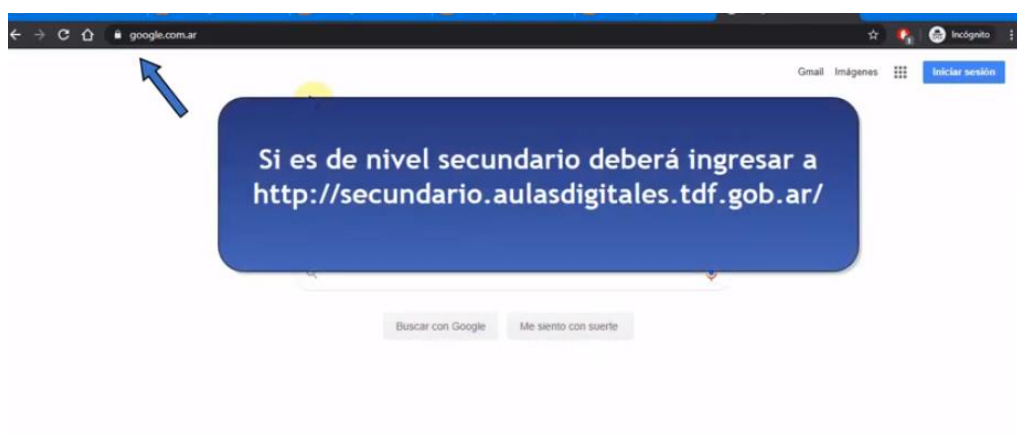 google.com.ar
Incógnito
Gmail Imágenes Iniciar sesión
Si es de nivel secundario deberá ingresar a
http://secundario.aulasdigitales.tdf.gob.ar/
Buscar con Google Me siento con suerte